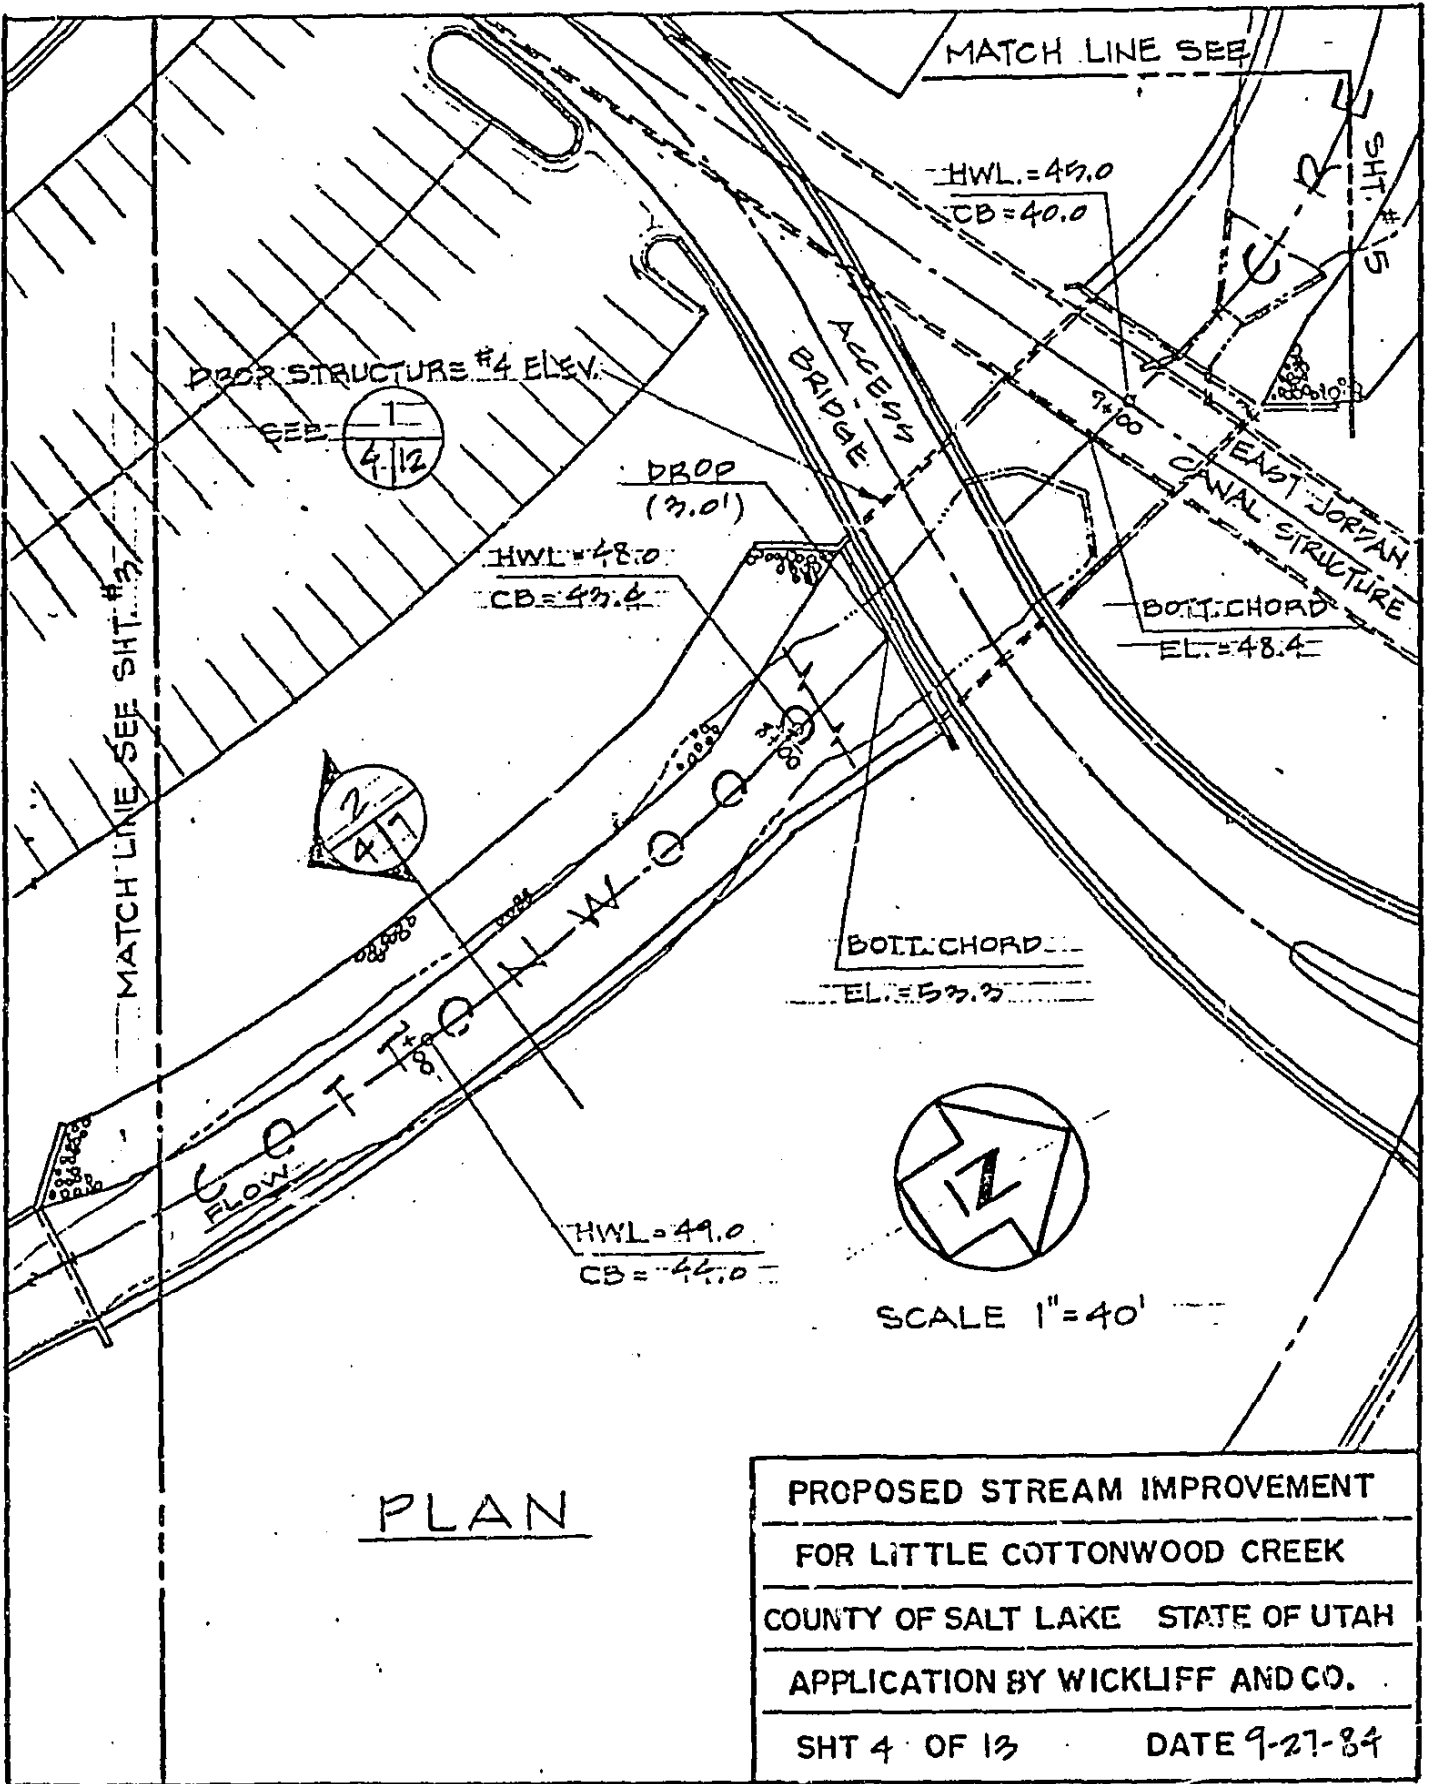 MATCH LINE SEE
SHT. # 5
HWL.=45.0
CB=40.0
CR
ACCESS
BRIDGE
DROP STRUCTURE #4 ELEV.
SEE
1
4 12
DROP
(3.0')
7+00
EAST JORDAN
CANAL STRUCTURE
HWL=48.0
CB=43.4
BOTT. CHORD
EL.=48.4
MATCH LINE SEE SHT. #3
2
4 7
COTTONWOOD
BOTT. CHORD
EL.=53.3
FLOW
N
HWL=49.0
CB=44.0
SCALE 1"=40'
PLAN
PROPOSED STREAM IMPROVEMENT
FOR LITTLE COTTONWOOD CREEK
COUNTY OF SALT LAKE STATE OF UTAH
APPLICATION BY WICKLIFF AND CO.
SHT 4 OF 13 DATE 9-27-84